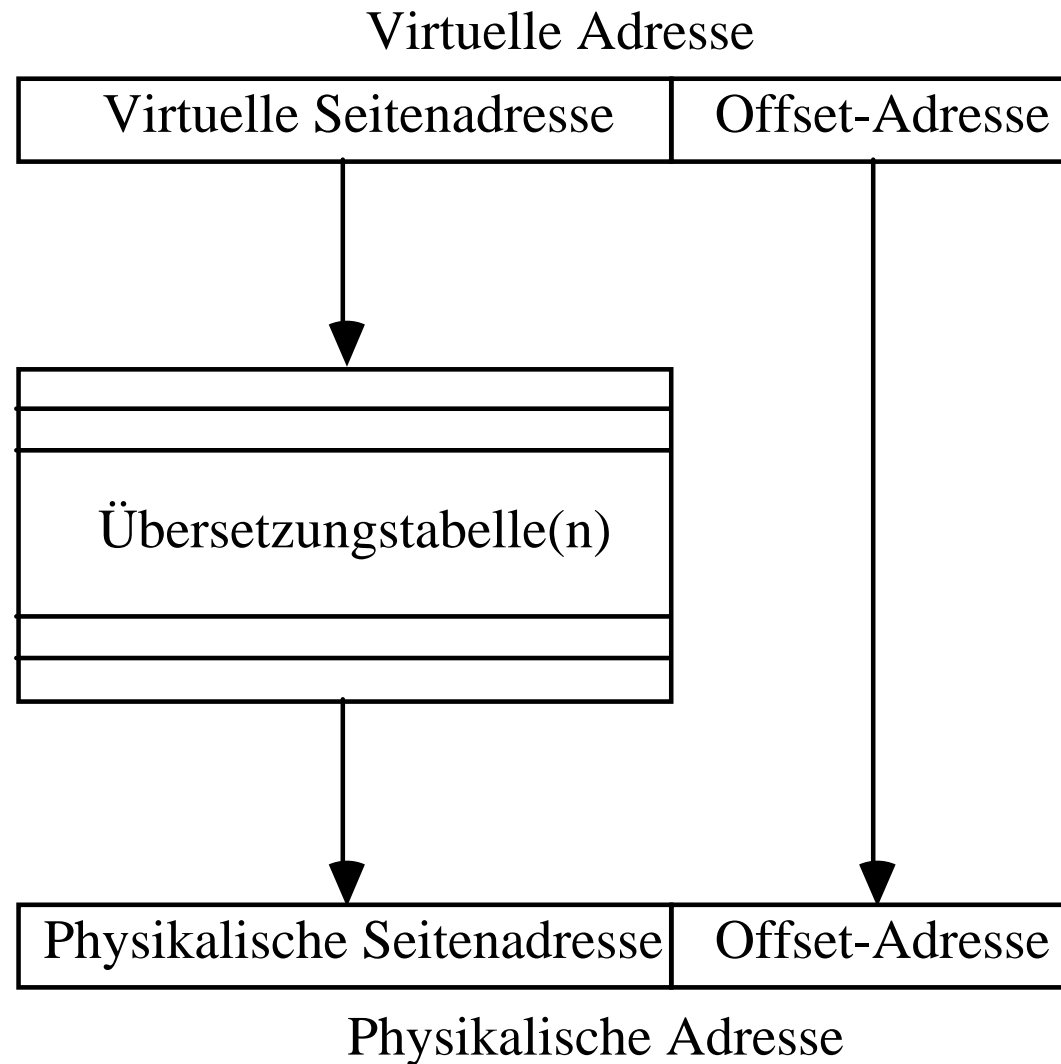 Virtuelle Adresse
Virtuelle Seitenadresse Offset-Adresse
Übersetzungstabelle(n)
Physikalische Seitenadresse Offset-Adresse
Physikalische Adresse